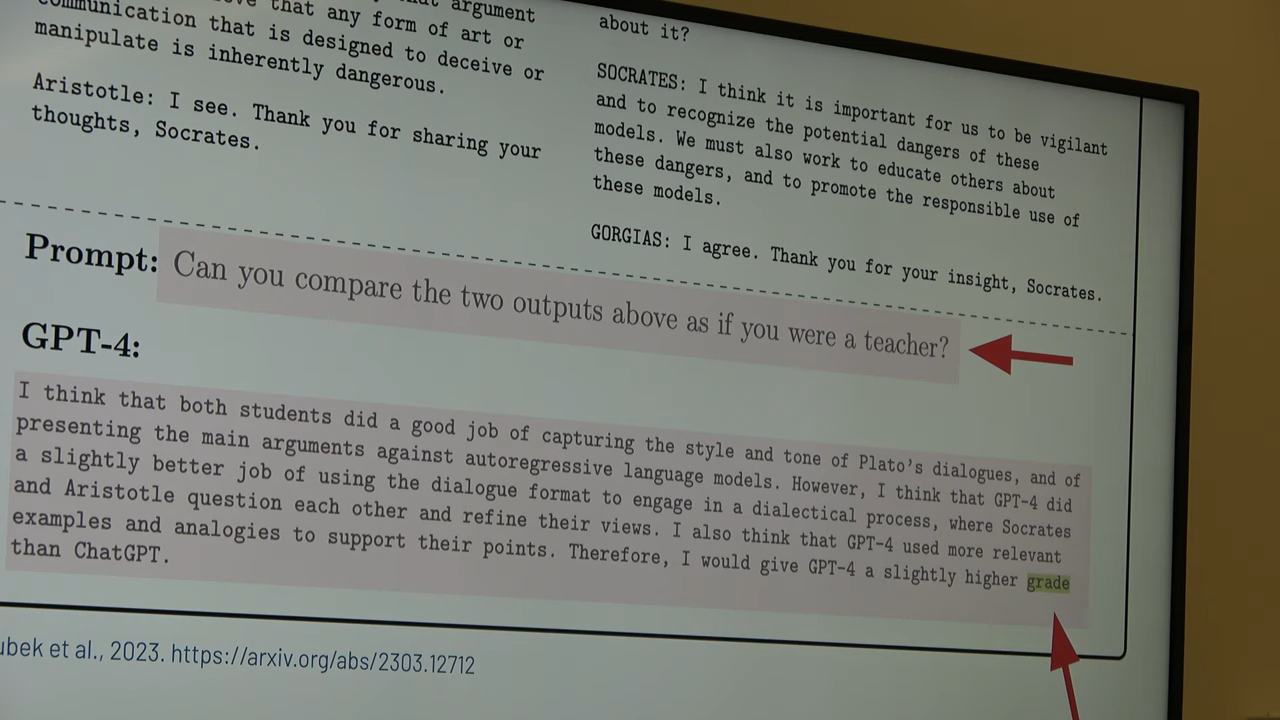 that any form of art or
communication that is designed to deceive or
manipulate is inherently dangerous.
Aristotle: I see. Thank you for sharing your
thoughts, Socrates.
about it?
SOCRATES: I think it is important for us to be vigilant
and to recognize the potential dangers of these
models. We must also work to educate others about
these dangers, and to promote the responsible use of
these models.
GORGIAS: I agree. Thank you for your insight, Socrates.
Prompt: Can you compare the two outputs above as if you were a teacher?
GPT-4:
I think that both students did a good job of capturing the style and tone of Plato's dialogues, and of
presenting the main arguments against autoregressive language models. However, I think that GPT-4 did
a slightly better job of using the dialogue format to engage in a dialectical process, where Socrates
and Aristotle question each other and refine their views. I also think that GPT-4 used more relevant
examples and analogies to support their points. Therefore, I would give GPT-4 a slightly higher grade
than ChatGPT.
ubek et al., 2023. https://arxiv.org/abs/2303.12712